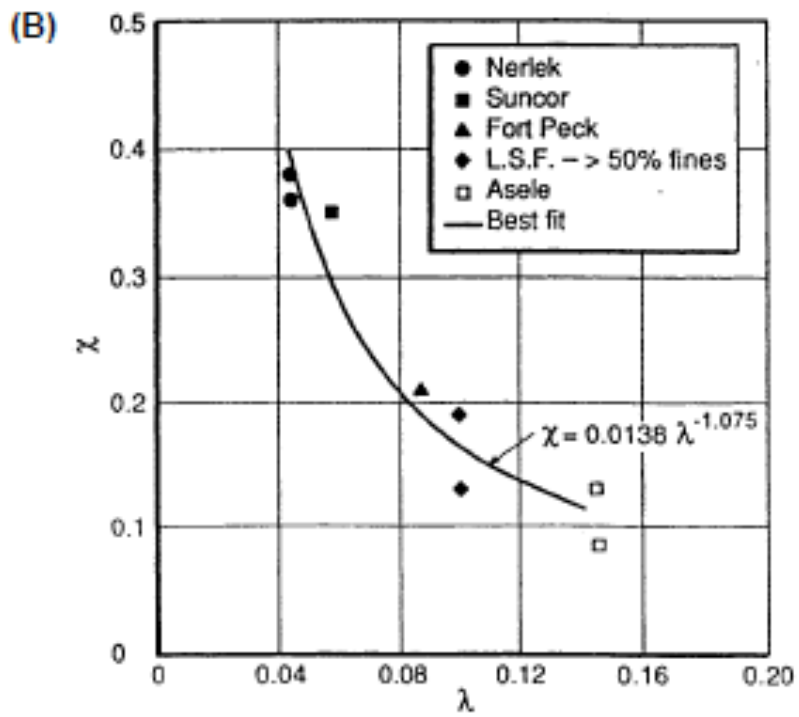 (B)
0.5
0.4
0.3
0.2
0.1
0
χ
Nerlek
Suncor
Fort Peck
L.S.F. – > 50% fines
Asele
Best fit
χ = 0.0138 λ^-1.075
0 0.04 0.08 0.12 0.16 0.20
λ